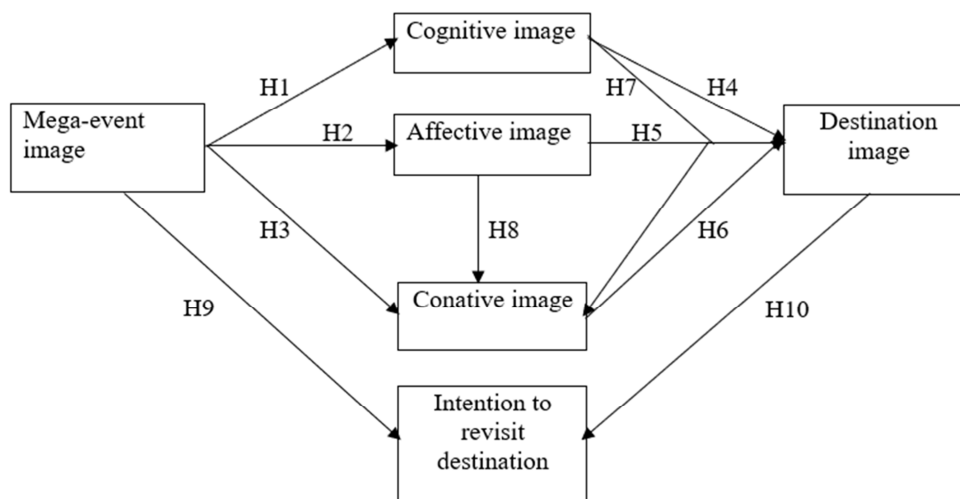 Cognitive image
H1
H7
H4
Mega-event
image
H2
Affective image
H5
Destination
image
H3
H8
H6
Conative image
H9
H10
Intention to
revisit
destination